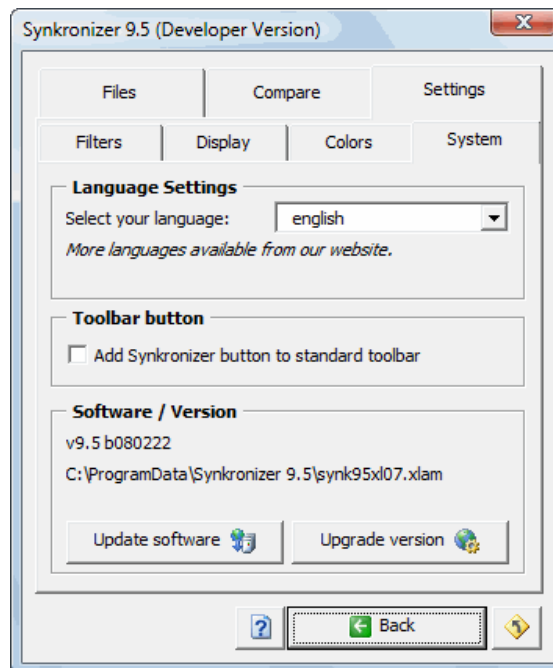 Synkronizer 9.5 (Developer Version)
Files Compare Settings
Filters Display Colors System
Language Settings
Select your language: english
More languages available from our website.
Toolbar button
Add Synkronizer button to standard toolbar
Software / Version
v9.5 b080222
C:\ProgramData\Synkronizer 9.5\synk95xl07.xlam
Update software Upgrade version
? Back